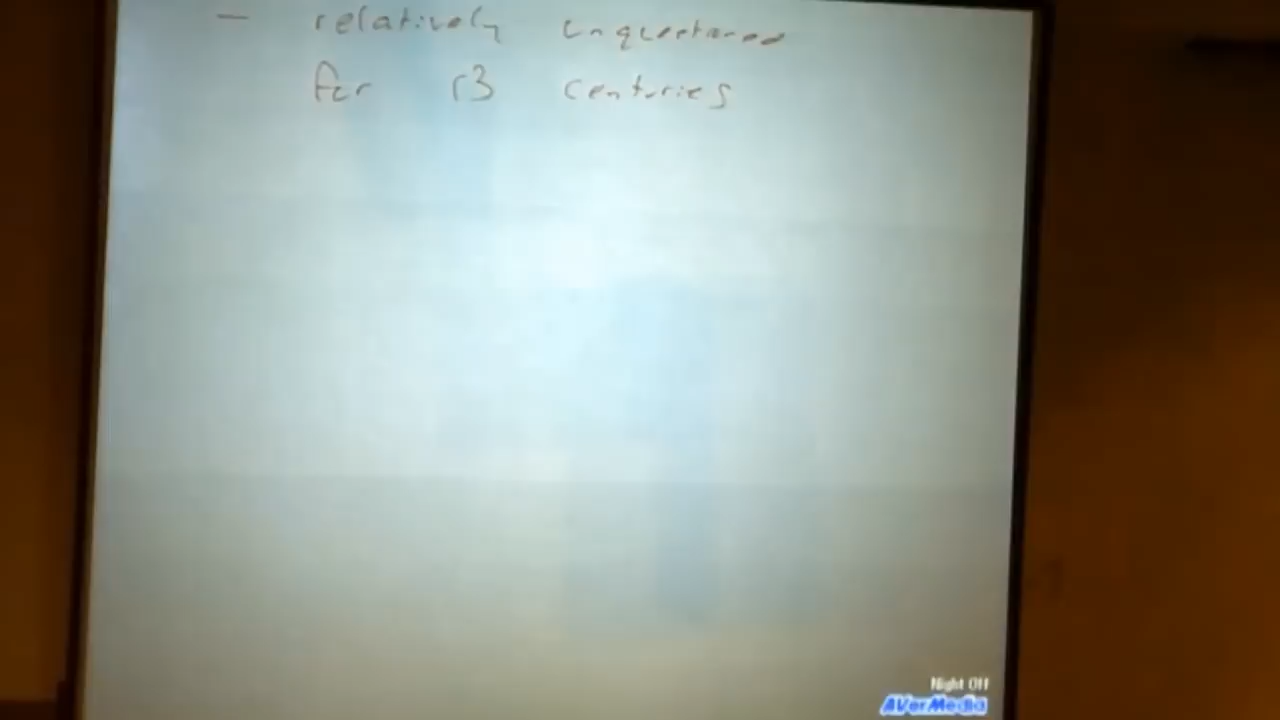 — relatively unquestioned
for 13 centuries
Night Off
AVerMedia